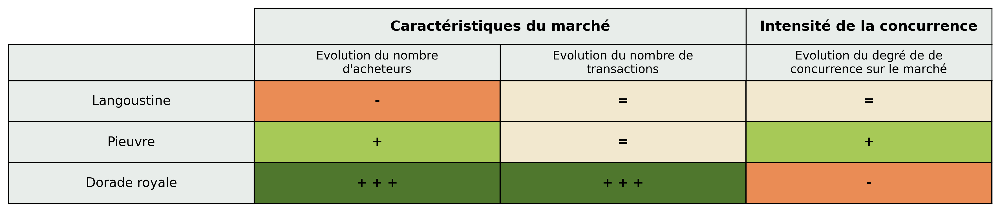 Caractéristiques du marché
Intensité de la concurrence
Evolution du nombre
d'acheteurs
Evolution du nombre de
transactions
Evolution du degré de de
concurrence sur le marché
Langoustine
-
=
=
Pieuvre
+
=
+
Dorade royale
+ + +
+ + +
-